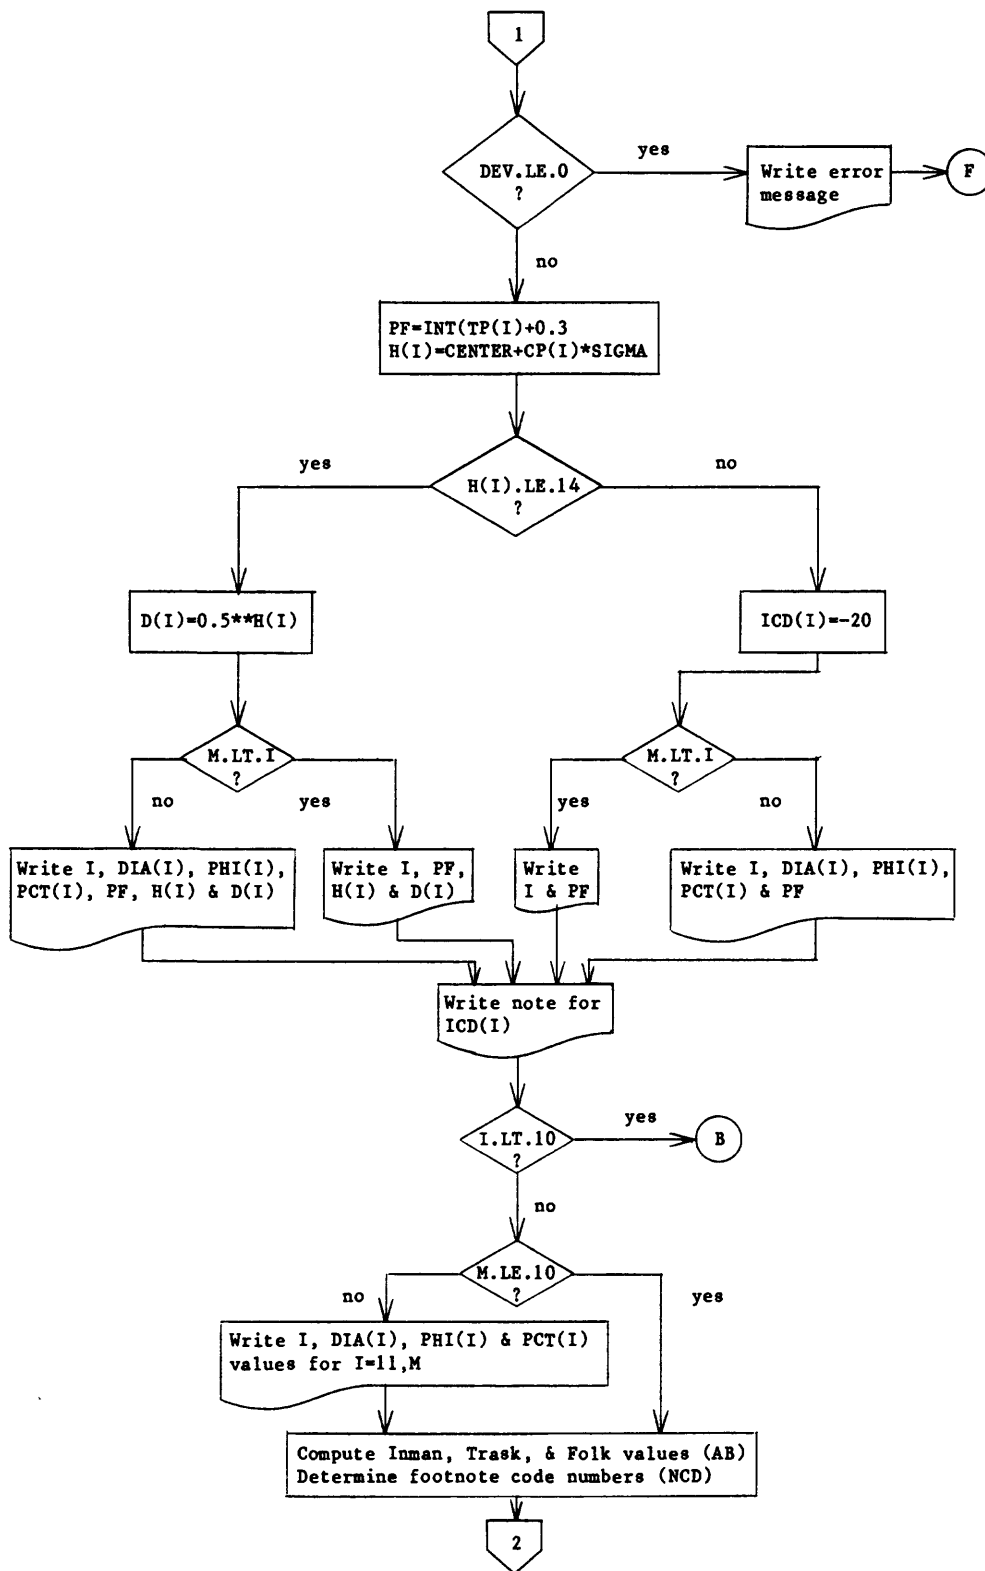 1
DEV.LE.0
?
yes
Write error
message
F
no
PF=INT(TP(I)+0.3
H(I)=CENTER+CP(I)*SIGMA
yes
no
H(I).LE.14
?
D(I)=0.5**H(I)
ICD(I)=-20
M.LT.I
?
M.LT.I
?
no
yes
yes
no
Write I, DIA(I), PHI(I),
PCT(I), PF, H(I) & D(I)
Write I, PF,
H(I) & D(I)
Write
I & PF
Write I, DIA(I), PHI(I),
PCT(I) & PF
Write note for
ICD(I)
I.LT.10
?
yes
B
no
M.LE.10
?
no
yes
Write I, DIA(I), PHI(I) & PCT(I)
values for I=11,M
Compute Inman, Trask, & Folk values (AB)
Determine footnote code numbers (NCD)
2